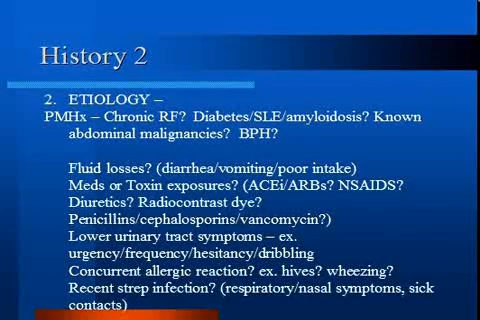 History 2
2. ETIOLOGY –
PMHx – Chronic RF? Diabetes/SLE/amyloidosis? Known
abdominal malignancies? BPH?
Fluid losses? (diarrhea/vomiting/poor intake)
Meds or Toxin exposures? (ACEi/ARBs? NSAIDS?
Diuretics? Radiocontrast dye?
Penicillins/cephalosporins/vancomycin?)
Lower urinary tract symptoms – ex.
urgency/frequency/hesitancy/dribbling
Concurrent allergic reaction? ex. hives? wheezing?
Recent strep infection? (respiratory/nasal symptoms, sick
contacts)